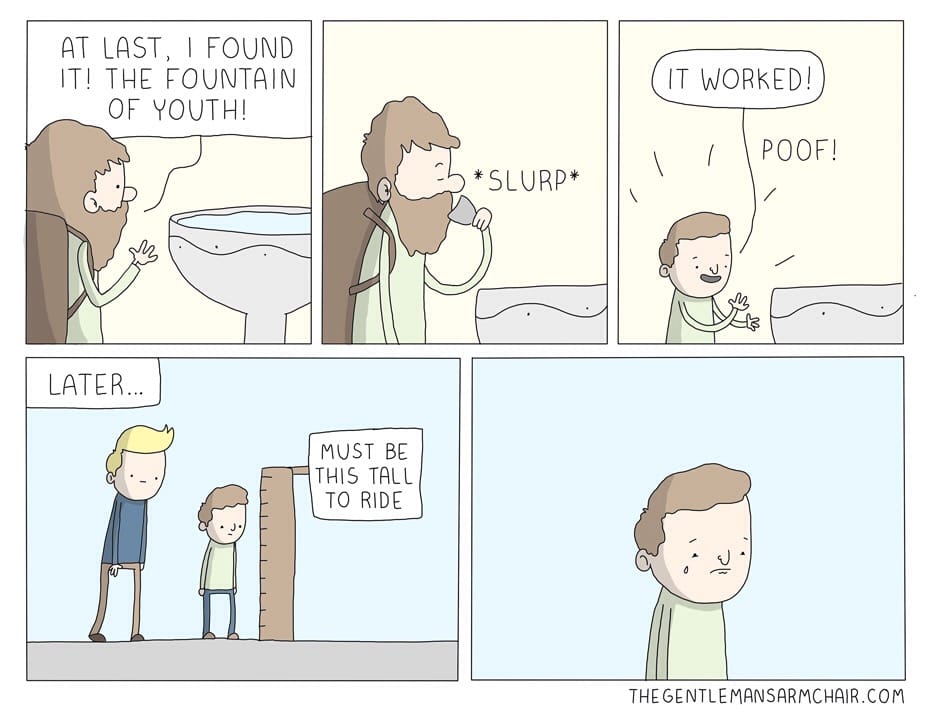 AT LAST, I FOUND
IT! THE FOUNTAIN
OF YOUTH!
*SLURP*
IT WORKED!
POOF!
LATER...
MUST BE
THIS TALL
TO RIDE
THEGENTLEMANSARMCHAIR.COM